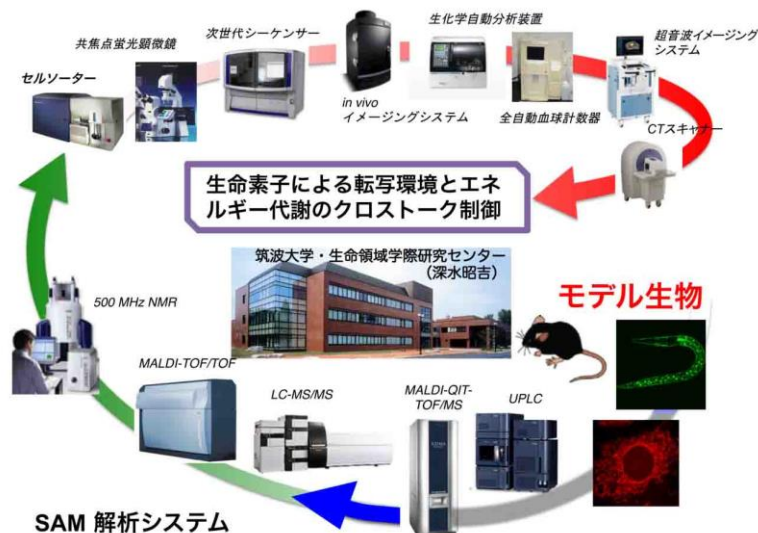 共焦点蛍光顕微鏡
次世代シーケンサー
生化学自動分析装置
超音波イメージング
システム
セルソーター
in vivo
イメージングシステム
全自動血球計数器
CTスキャナー
生命素子による転写環境とエネ
ルギー代謝のクロストーク制御
筑波大学・生命領域学際研究センター
（深水昭吉）
500 MHz NMR
モデル生物
MALDI-TOF/TOF
LC-MS/MS
MALDI-QIT-
TOF/MS
UPLC
SAM 解析システム